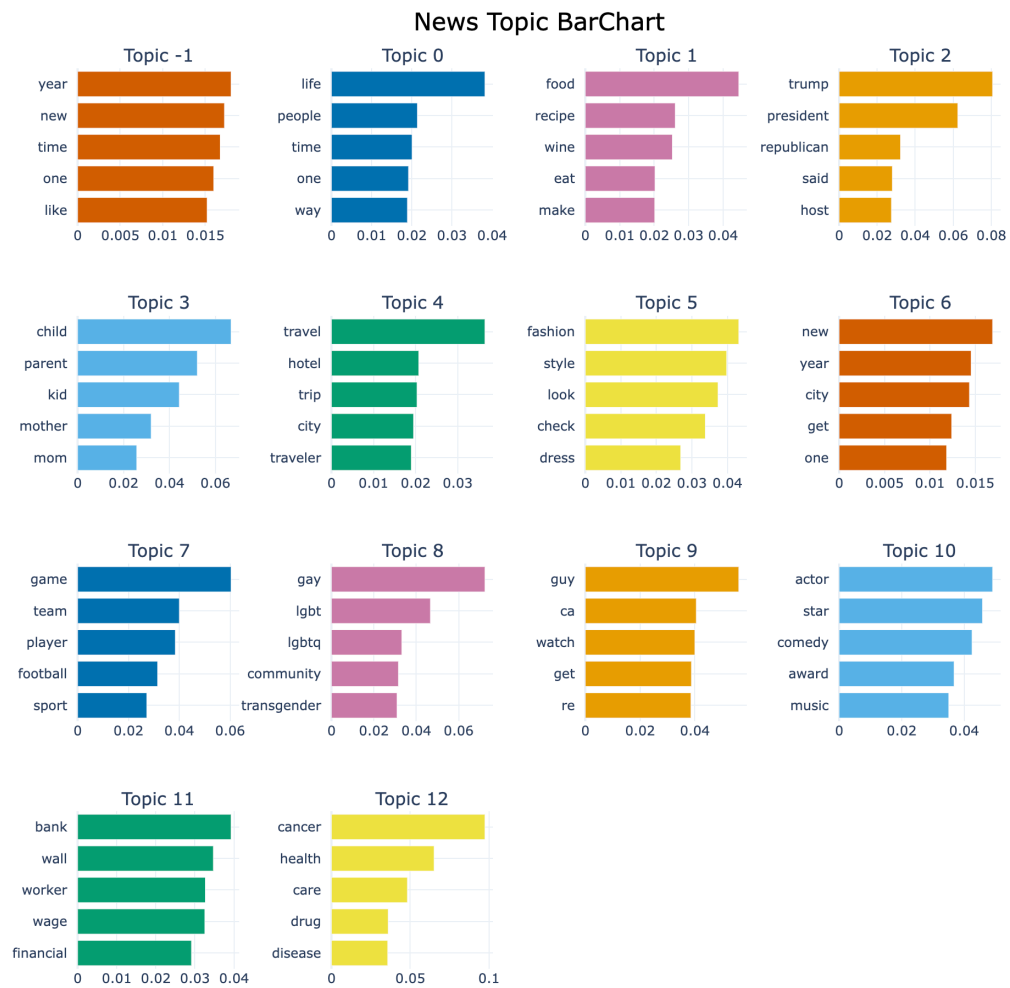 News Topic BarChart
Topic -1
year
new
time
one
like
0 0.005 0.01 0.015
Topic 0
life
people
time
one
way
0 0.01 0.02 0.03 0.04
Topic 1
food
recipe
wine
eat
make
0 0.01 0.02 0.03 0.04
Topic 2
trump
president
republican
said
host
0 0.02 0.04 0.06 0.08
Topic 3
child
parent
kid
mother
mom
0 0.02 0.04 0.06
Topic 4
travel
hotel
trip
city
traveler
0 0.01 0.02 0.03
Topic 5
fashion
style
look
check
dress
0 0.01 0.02 0.03 0.04
Topic 6
new
year
city
get
one
0 0.005 0.01 0.015
Topic 7
game
team
player
football
sport
0 0.02 0.04 0.06
Topic 8
gay
lgbt
lgbtq
community
transgender
0 0.02 0.04 0.06
Topic 9
guy
ca
watch
get
re
0 0.02 0.04
Topic 10
actor
star
comedy
award
music
0 0.02 0.04
Topic 11
bank
wall
worker
wage
financial
0 0.01 0.02 0.03 0.04
Topic 12
cancer
health
care
drug
disease
0 0.05 0.1